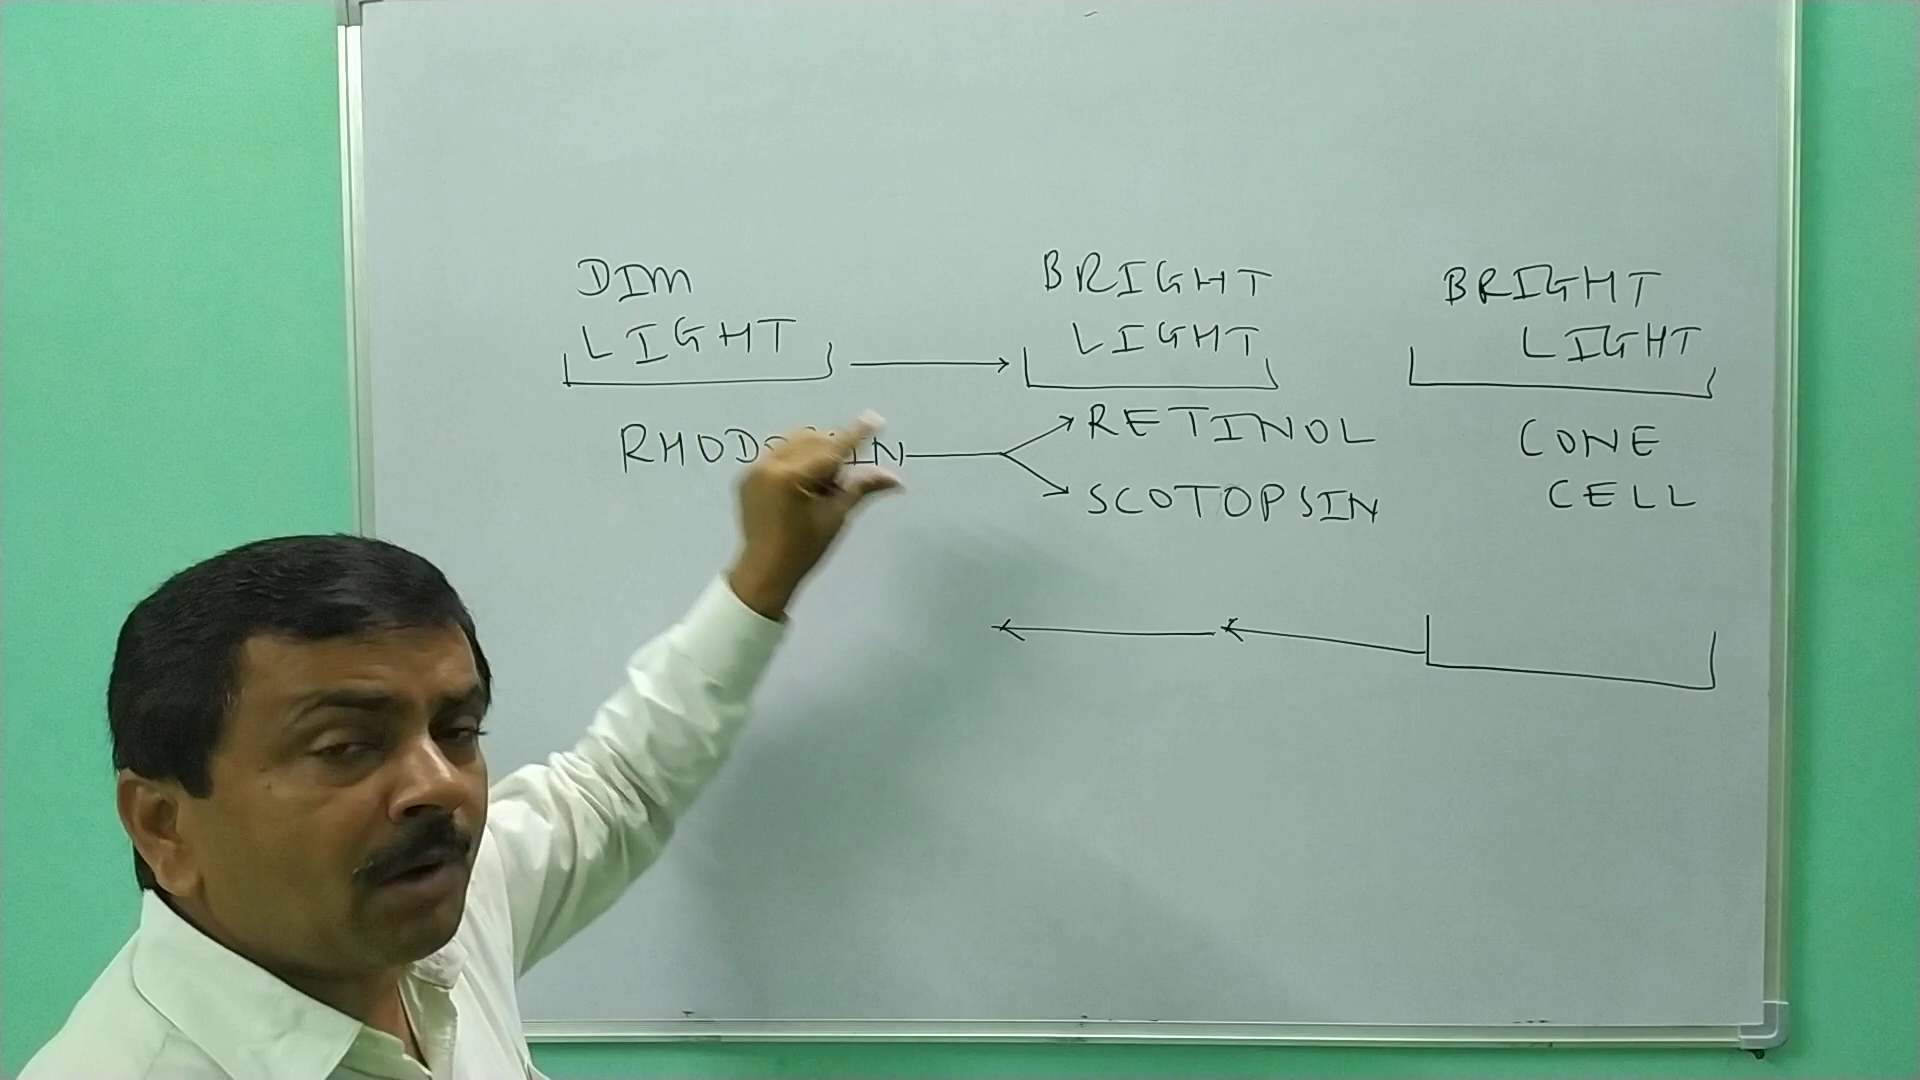 DIM
LIGHT
BRIGHT
LIGHT
BRIGHT
LIGHT
RETINOL
SCOTOPSIN
CONE
CELL